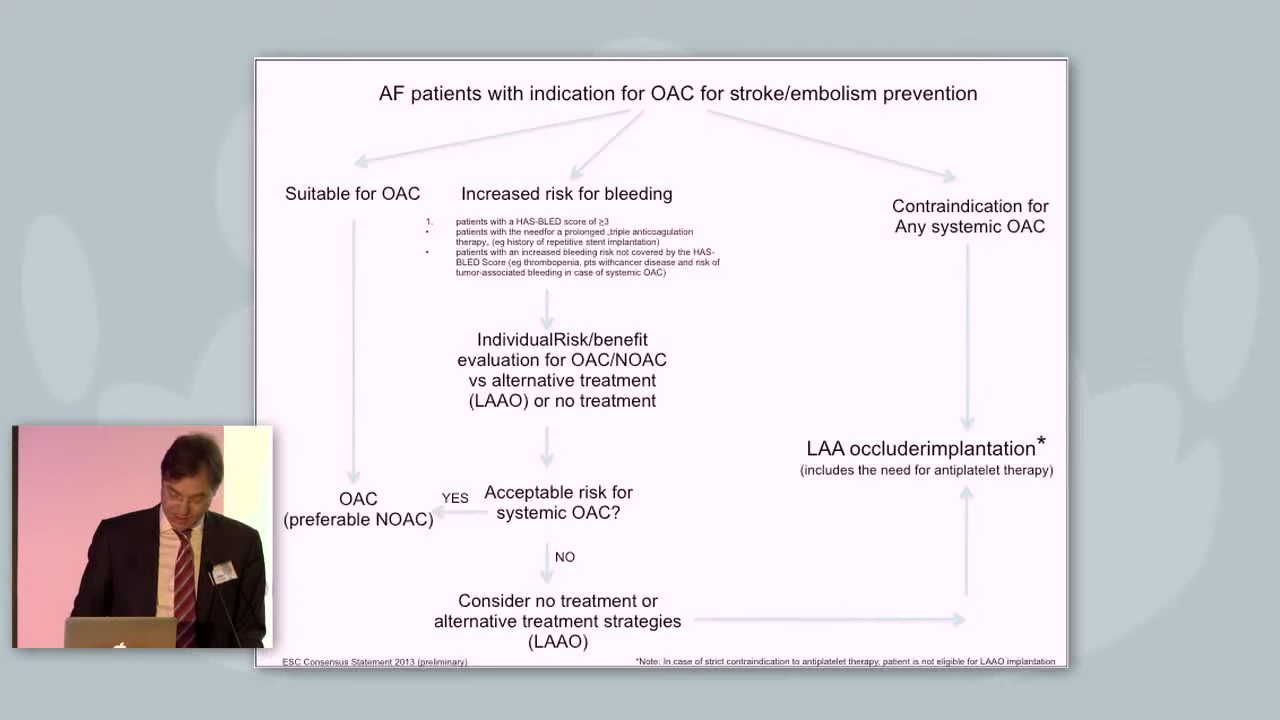 AF patients with indication for OAC for stroke/embolism prevention
Suitable for OAC
Increased risk for bleeding
1. patients with a HAS-BLED score of ≥3
• patients with the needfor a prolonged „triple anticoagulation
therapy„ (eg history of repetitive stent implantation)
• patients with an increased bleeding risk not covered by the HAS-
BLED Score (eg thrombopenia, pts withcancer disease and risk of
tumor-associated bleeding in case of systemic OAC)
Contraindication for
Any systemic OAC
IndividualRisk/benefit
evaluation for OAC/NOAC
vs alternative treatment
(LAAO) or no treatment
LAA occluderimplantation*
(includes the need for antiplatelet therapy)
OAC
(preferable NOAC)
YES
Acceptable risk for
systemic OAC?
NO
Consider no treatment or
alternative treatment strategies
(LAAO)
ESC Consensus Statement 2013 (preliminary)
*Note: In case of strict contraindication to antiplatelet therapy, patient is not eligible for LAAO implantation